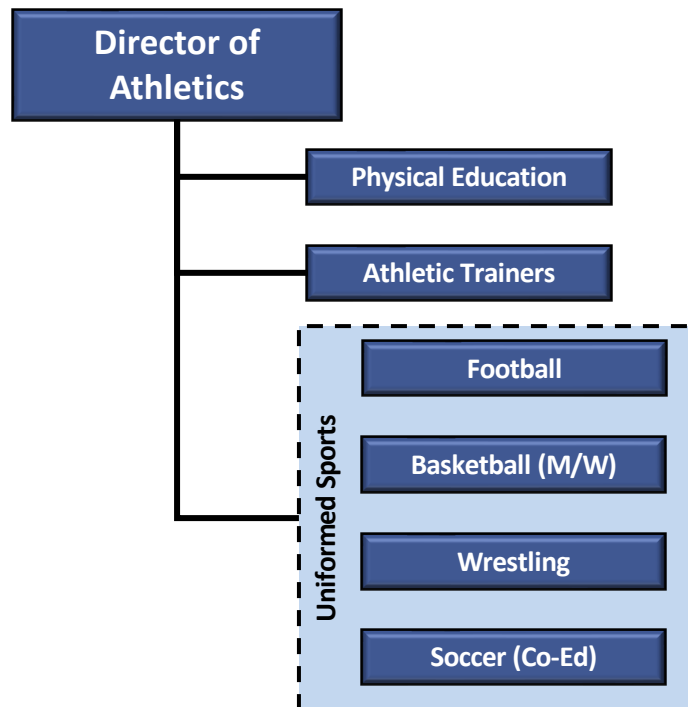 Director of
Athletics
Physical Education
Athletic Trainers
Uniformed Sports
Football
Basketball (M/W)
Wrestling
Soccer (Co-Ed)